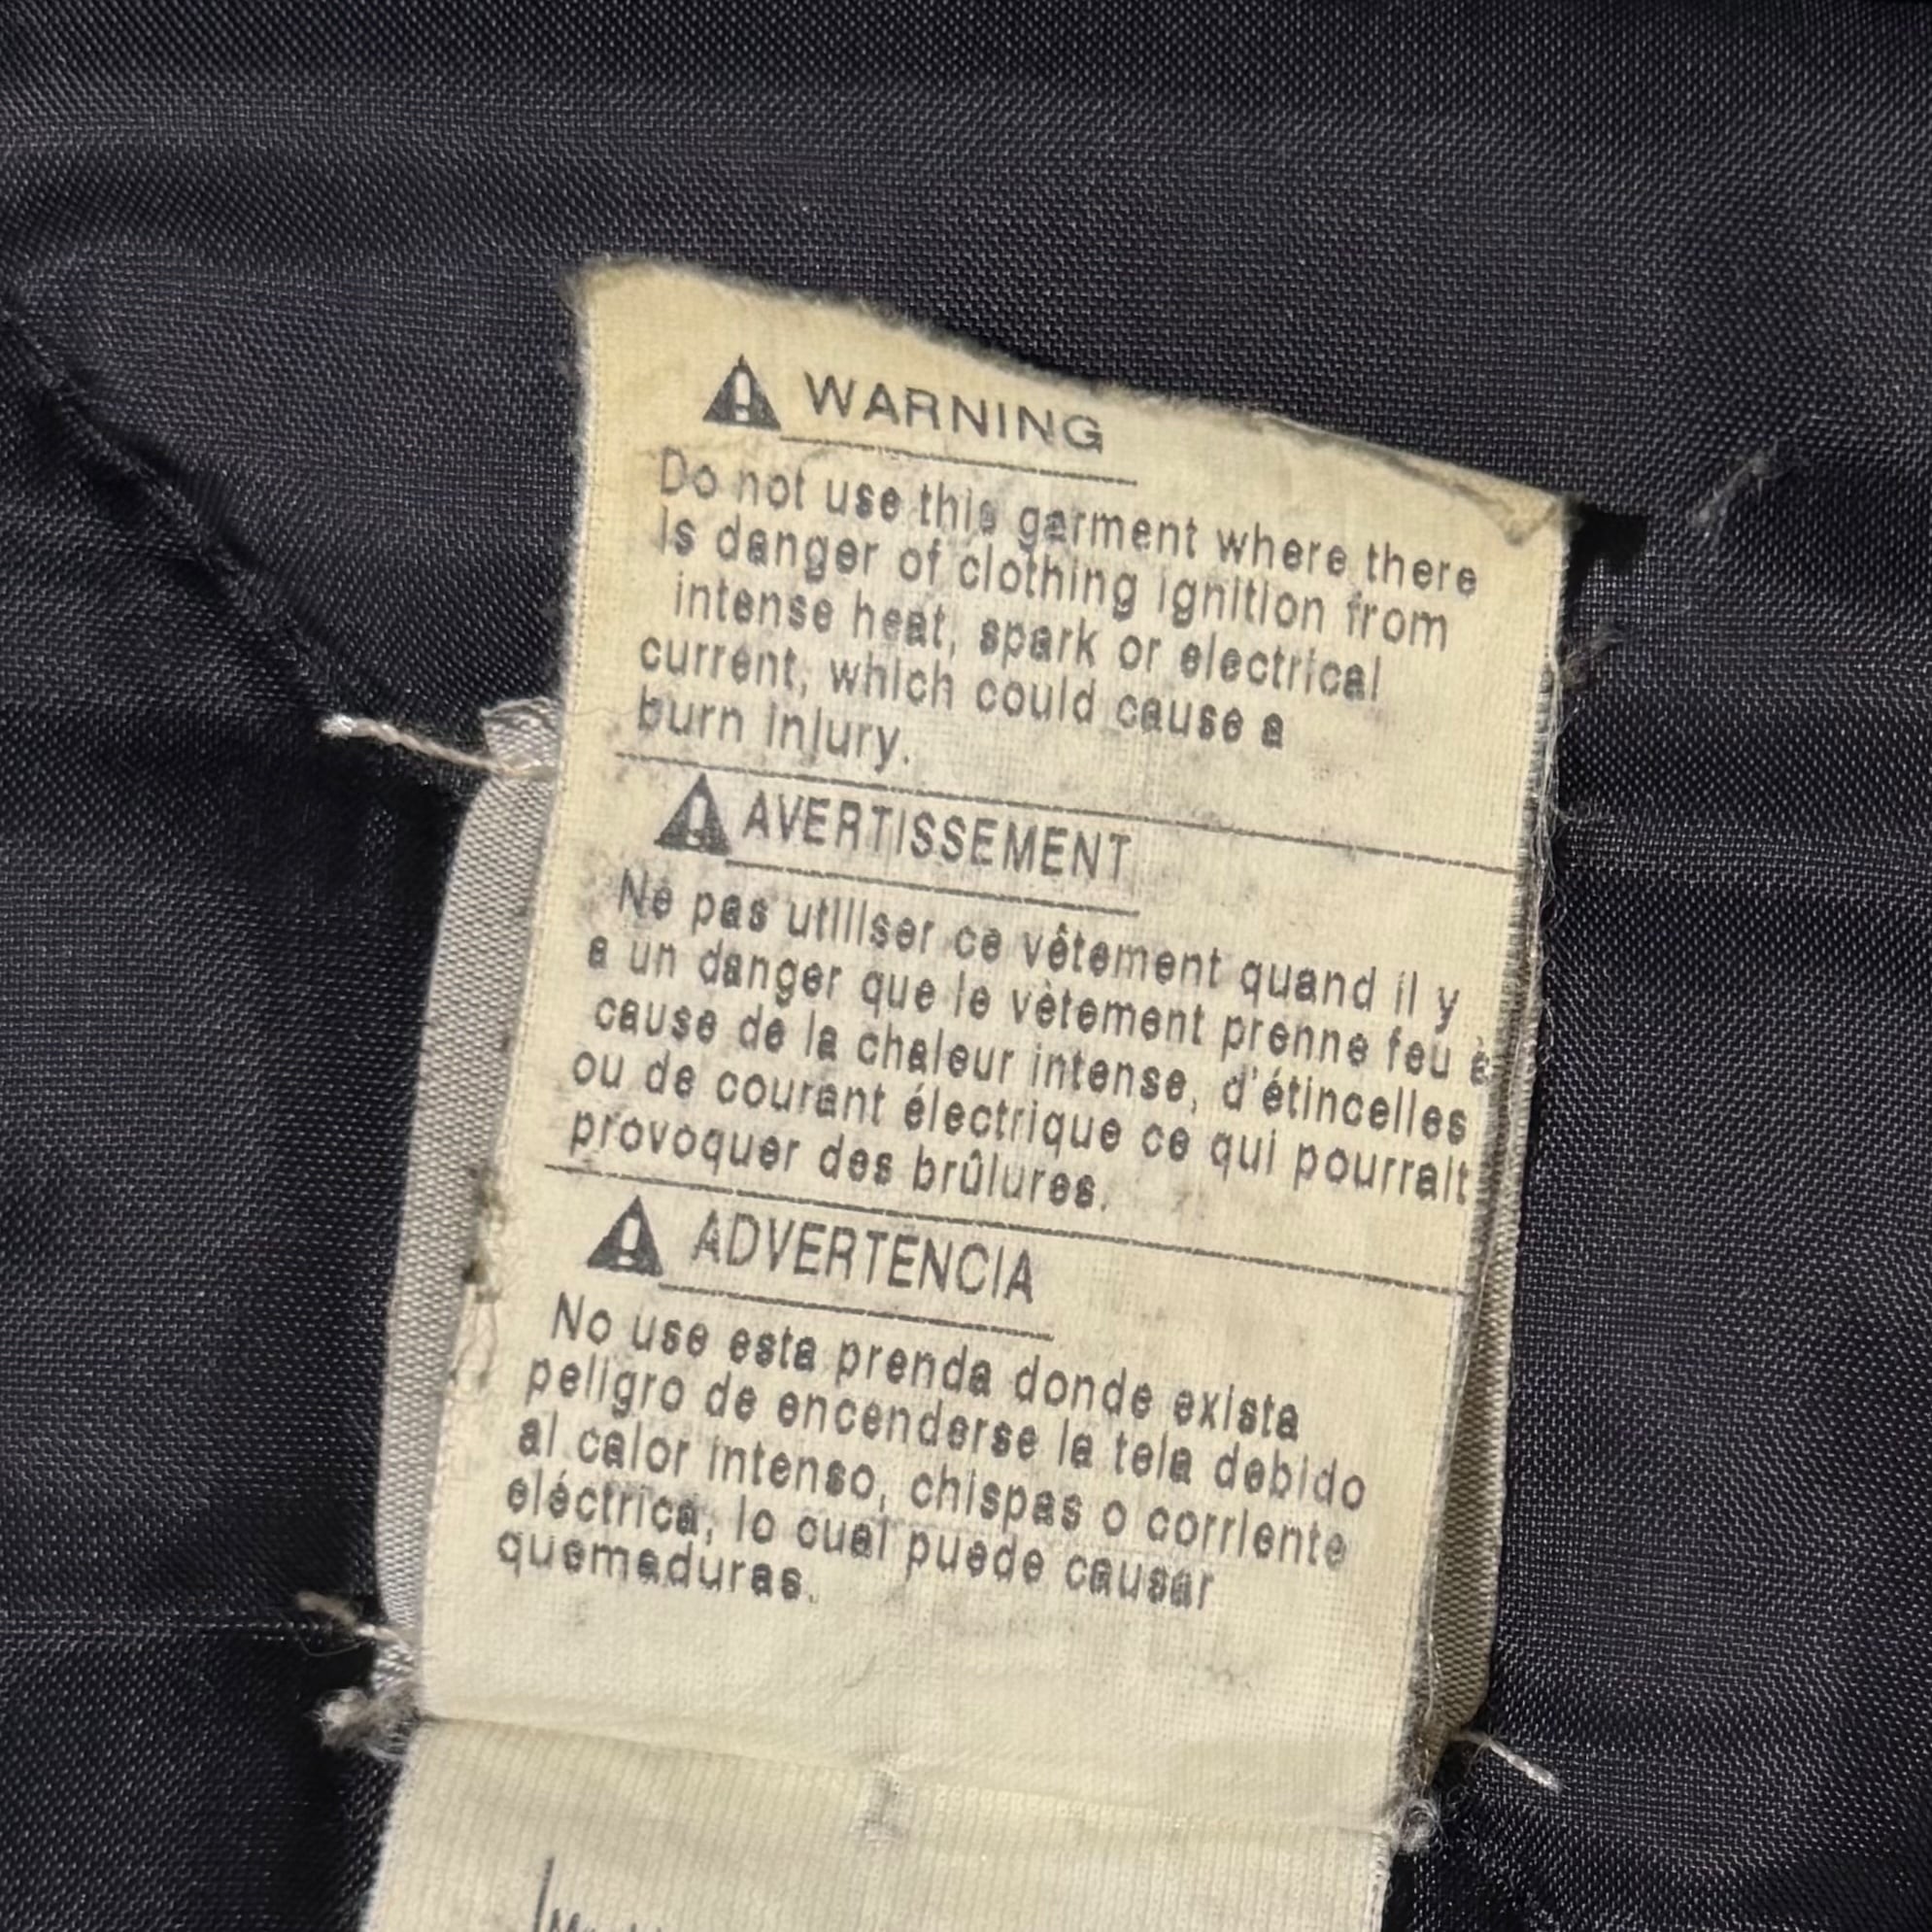 WARNING
Do not use this garment where there
is danger of clothing ignition from
intense heat, spark or electrical
current, which could cause a
burn injury.
AVERTISSEMENT
Ne pas utiliser ce vêtement quand il y
a un danger que le vêtement prenne feu à
cause de la chaleur intense, d'étincelles
ou de courant électrique ce qui pourrait
provoquer des brûlures.
ADVERTENCIA
No use esta prenda donde exista
peligro de encenderse la tela debido
al calor intenso, chispas o corriente
eléctrica, lo cual puede causar
quemaduras.